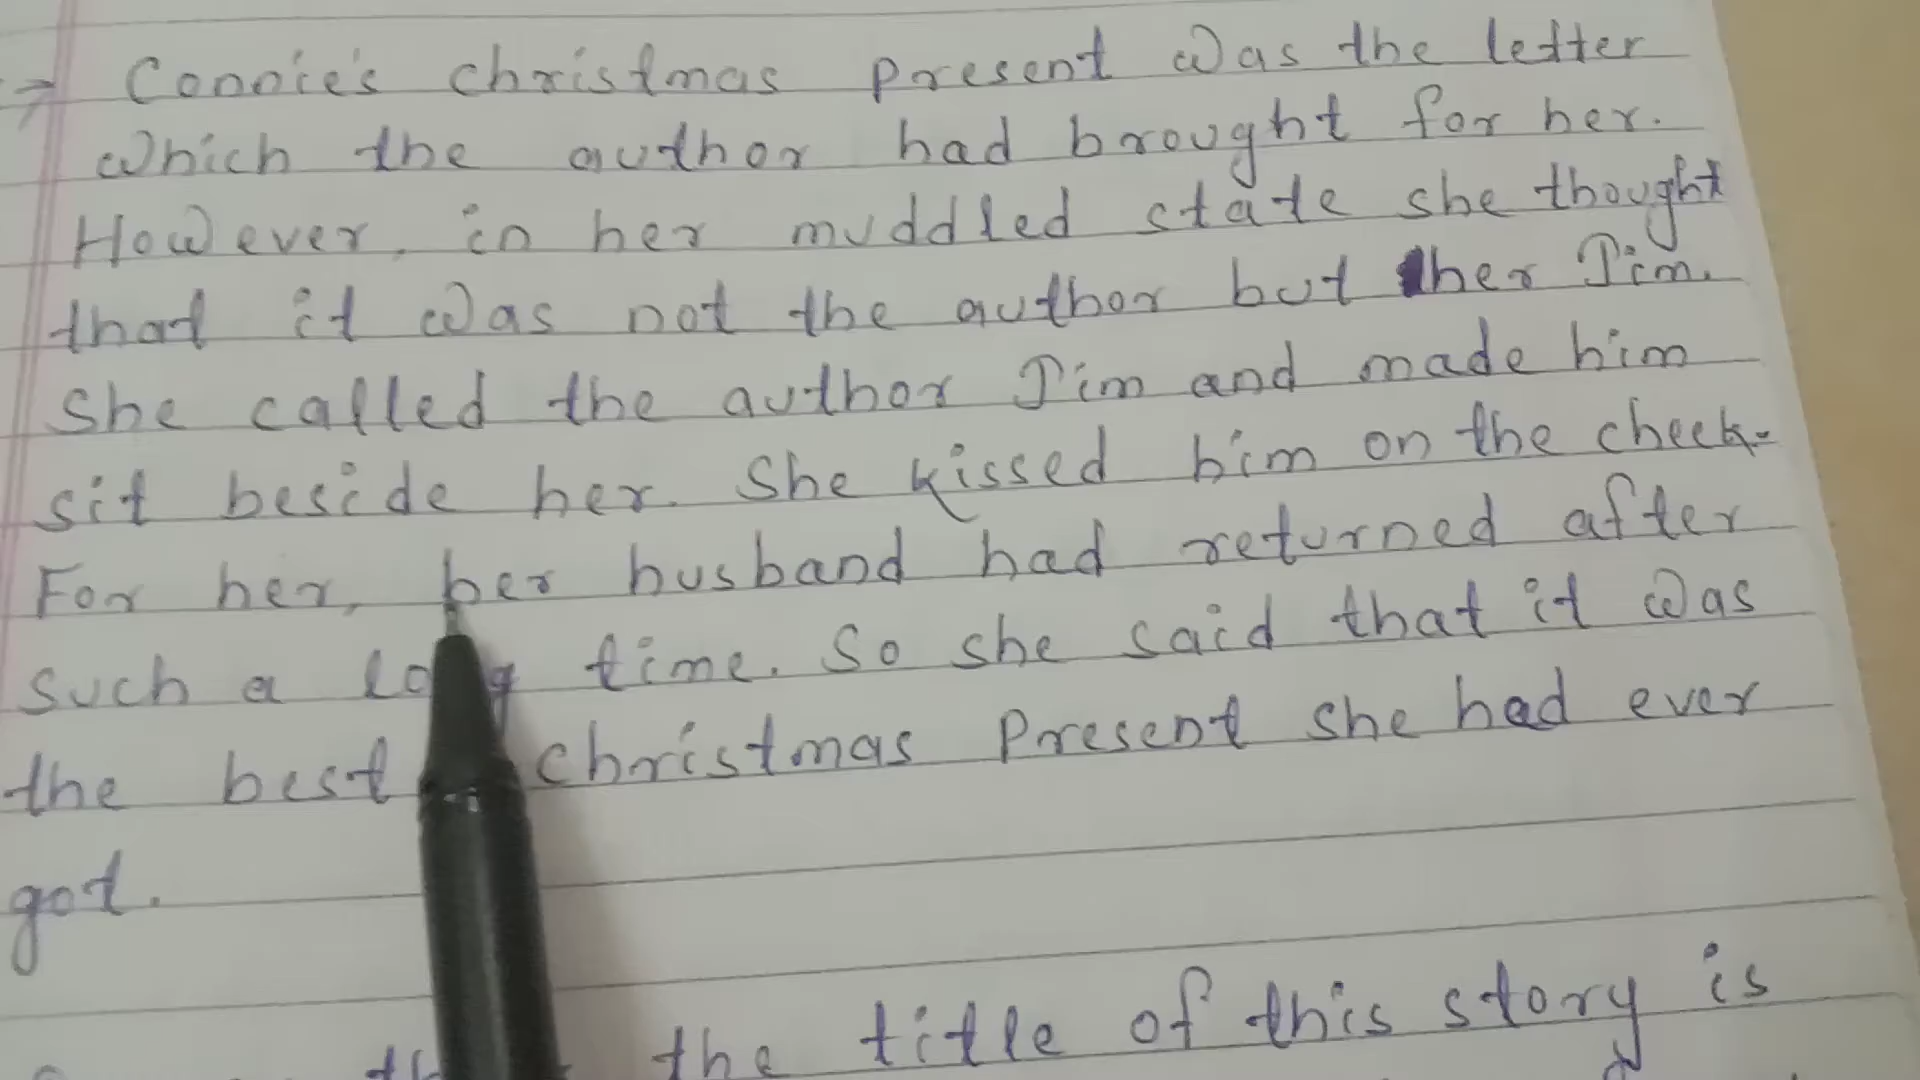 → Connie's christmas present was the letter
which the author had brought for her.
However, in her muddled state she thought
that it was not the author but her Jim.
She called the author Jim and made him
sit beside her. She kissed him on the cheek.
For her, her husband had returned after
such a long time. So she said that it was
the best christmas present she had ever
got.
the title of this story is